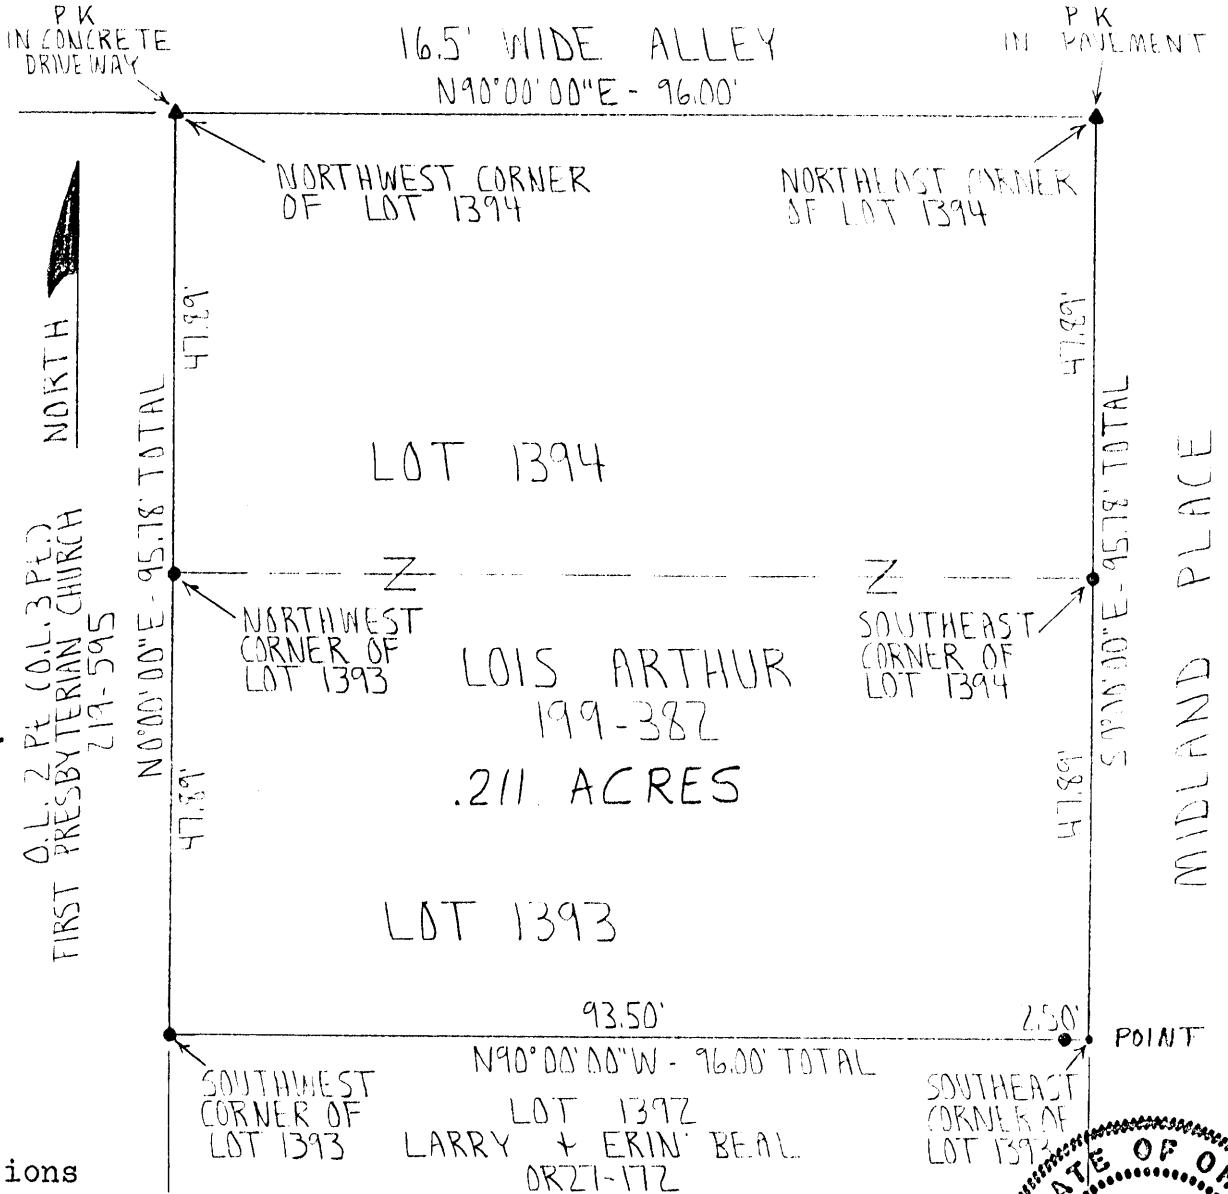 P K
IN CONCRETE
DRIVEWAY
16.5' WIDE ALLEY
N90°00'00"E - 96.00'
P K
IN PAVEMENT
NORTHWEST CORNER
OF LOT 1394
NORTHEAST CORNER
OF LOT 1394
NORTH
47.89'
47.89'
N0°00'00"E - 95.78' TOTAL
S 0°00'00"E - 95.78' TOTAL
LOT 1394
MIDLAND PLACE
O.L. 2 Pt (O.L. 3 Pt.)
FIRST PRESBYTERIAN CHURCH
219-595
Z
Z
NORTHWEST
CORNER OF
LOT 1393
SOUTHEAST
CORNER OF
LOT 1394
LOIS ARTHUR
199-382
.211 ACRES
47.89'
47.89'
LOT 1393
93.50'
2.50'
POINT
N90°00'00"W - 96.00' TOTAL
SOUTHWEST
CORNER OF
LOT 1393
LOT 1392
LARRY + ERIN BEAL
OR27-172
SOUTHEAST
CORNER OF
LOT 1393
ions
OF